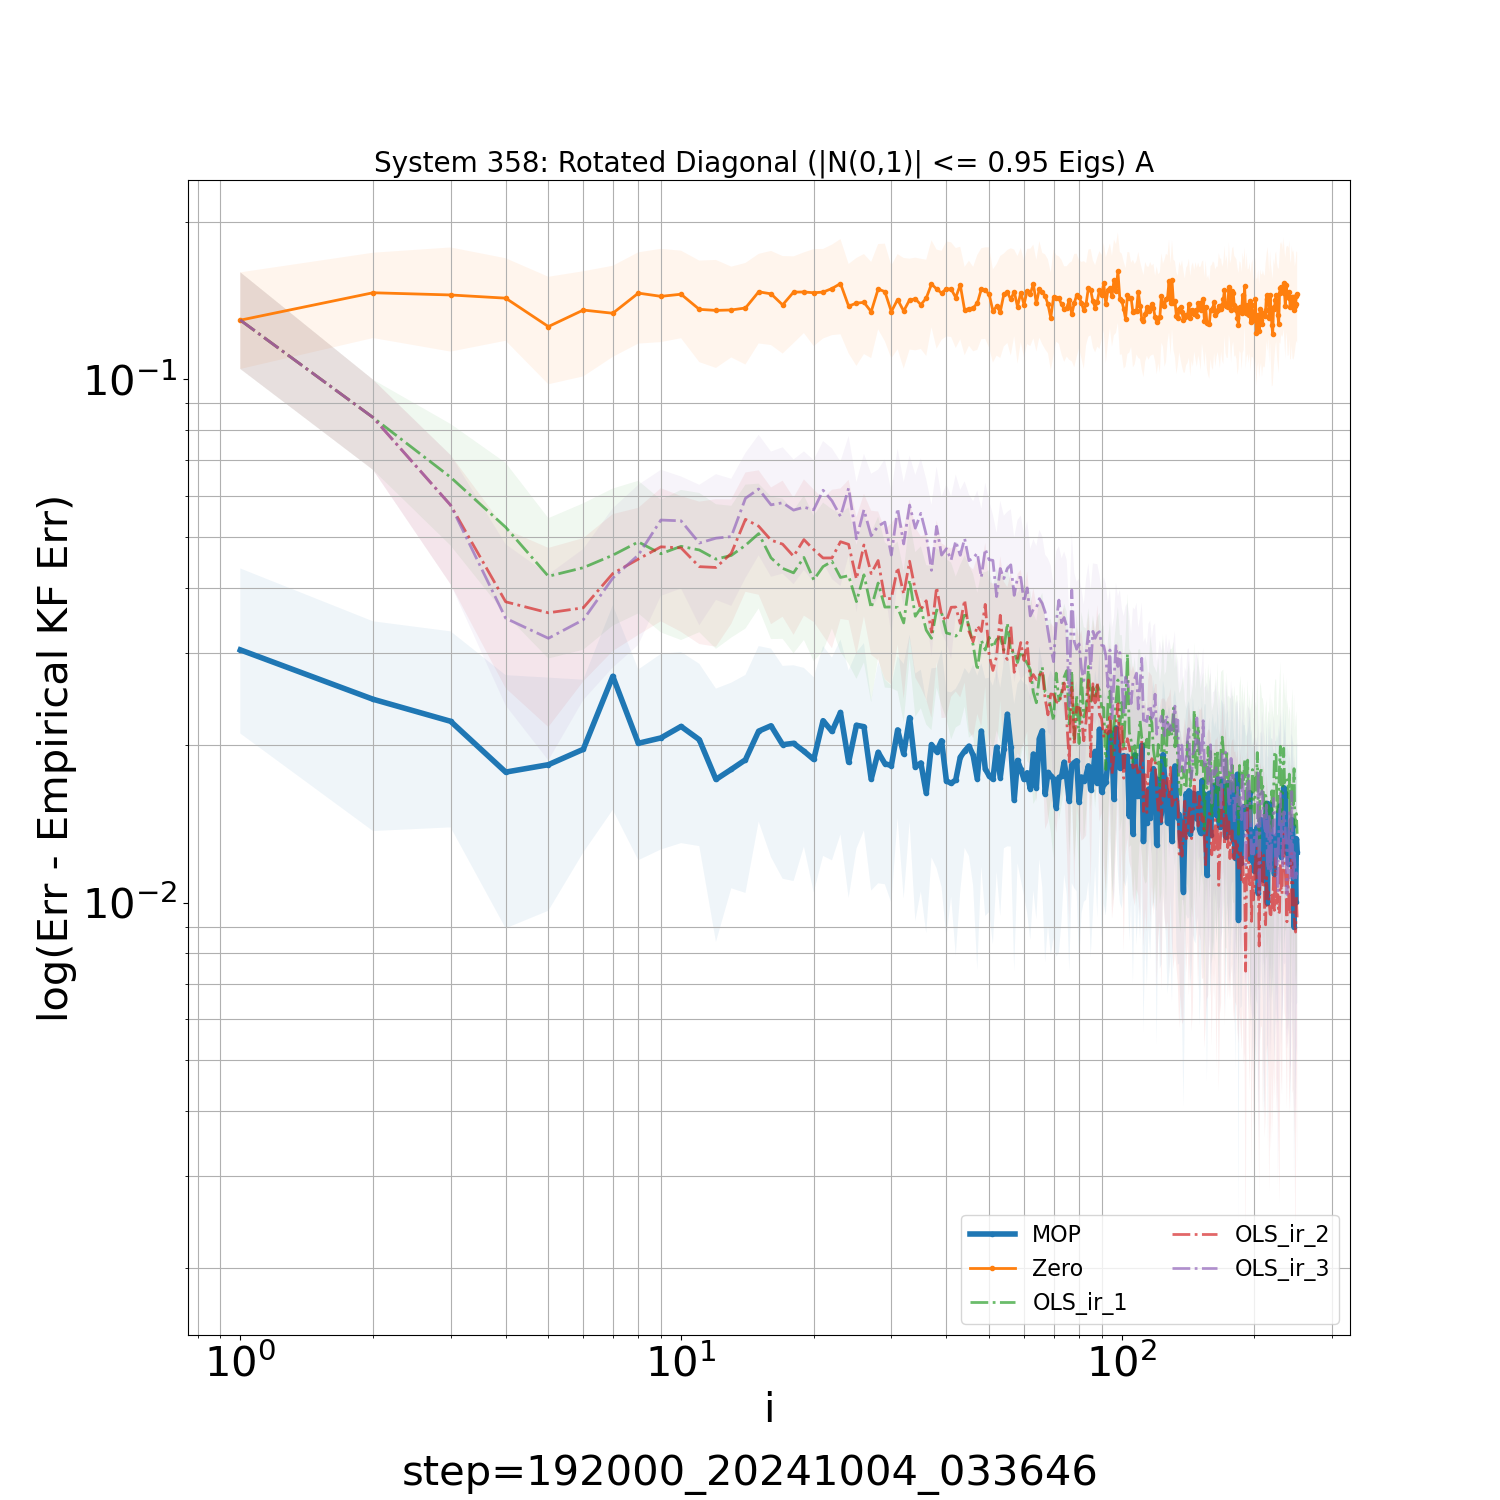 System 358: Rotated Diagonal (|N(0,1)| <= 0.95 Eigs) A
log(Err - Empirical KF Err)
10⁻¹
10⁻²
MOP
Zero
OLS_ir_1
OLS_ir_2
OLS_ir_3
10⁰ 10¹ 10²
i
step=192000_20241004_033646